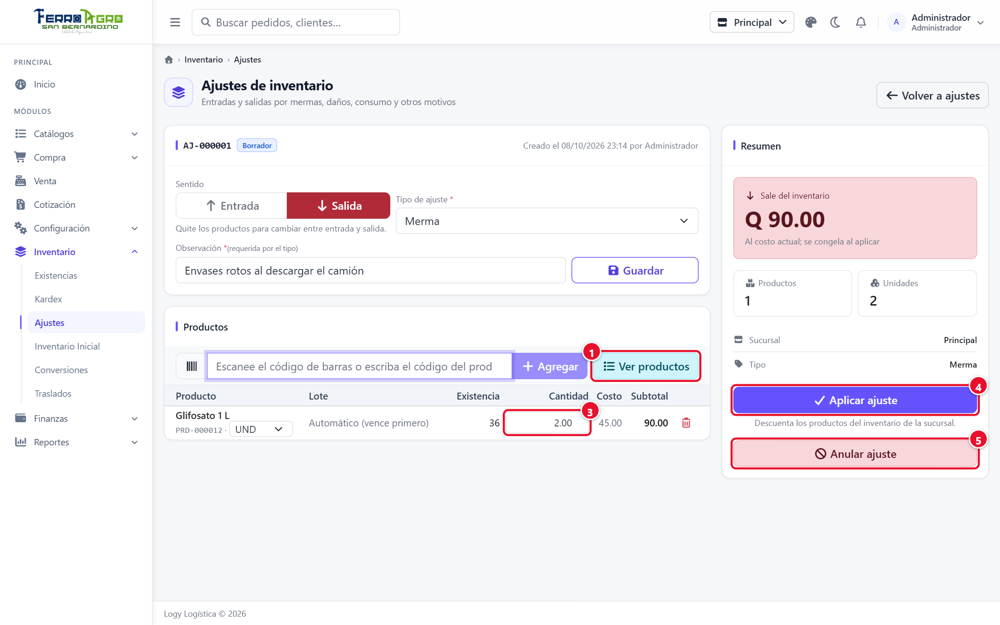 FERRO AGRO
SAN BERNARDINO
Buscar pedidos, clientes...
Principal
A
Administrador
Administrador
PRINCIPAL
Inicio
MÓDULOS
Catálogos
Compra
Venta
Cotización
Configuración
Inventario
Existencias
Kardex
Ajustes
Inventario Inicial
Conversiones
Traslados
Finanzas
Reportes
Inventario › Ajustes
Ajustes de inventario
Entradas y salidas por mermas, daños, consumo y otros motivos
Volver a ajustes
AJ-000001 Borrador
Creado el 08/10/2026 23:14 por Administrador
Sentido
Entrada
Salida
Quite los productos para cambiar entre entrada y salida.
Tipo de ajuste *
Merma
Observación *(requerida por el tipo)
Envases rotos al descargar el camión
Guardar
Productos
Escanee el código de barras o escriba el código del prod
Agregar
1
Ver productos
Producto Lote Existencia Cantidad Costo Subtotal
3
Glifosato 1 L
PRD-000012 · UND
Automático (vence primero)
36 2.00 45.00 90.00
Resumen
Sale del inventario
Q 90.00
Al costo actual; se congela al aplicar
Productos
1
Unidades
2
Sucursal Principal
Tipo Merma
4
Aplicar ajuste
Descuenta los productos del inventario de la sucursal.
5
Anular ajuste
Logy Logística © 2026